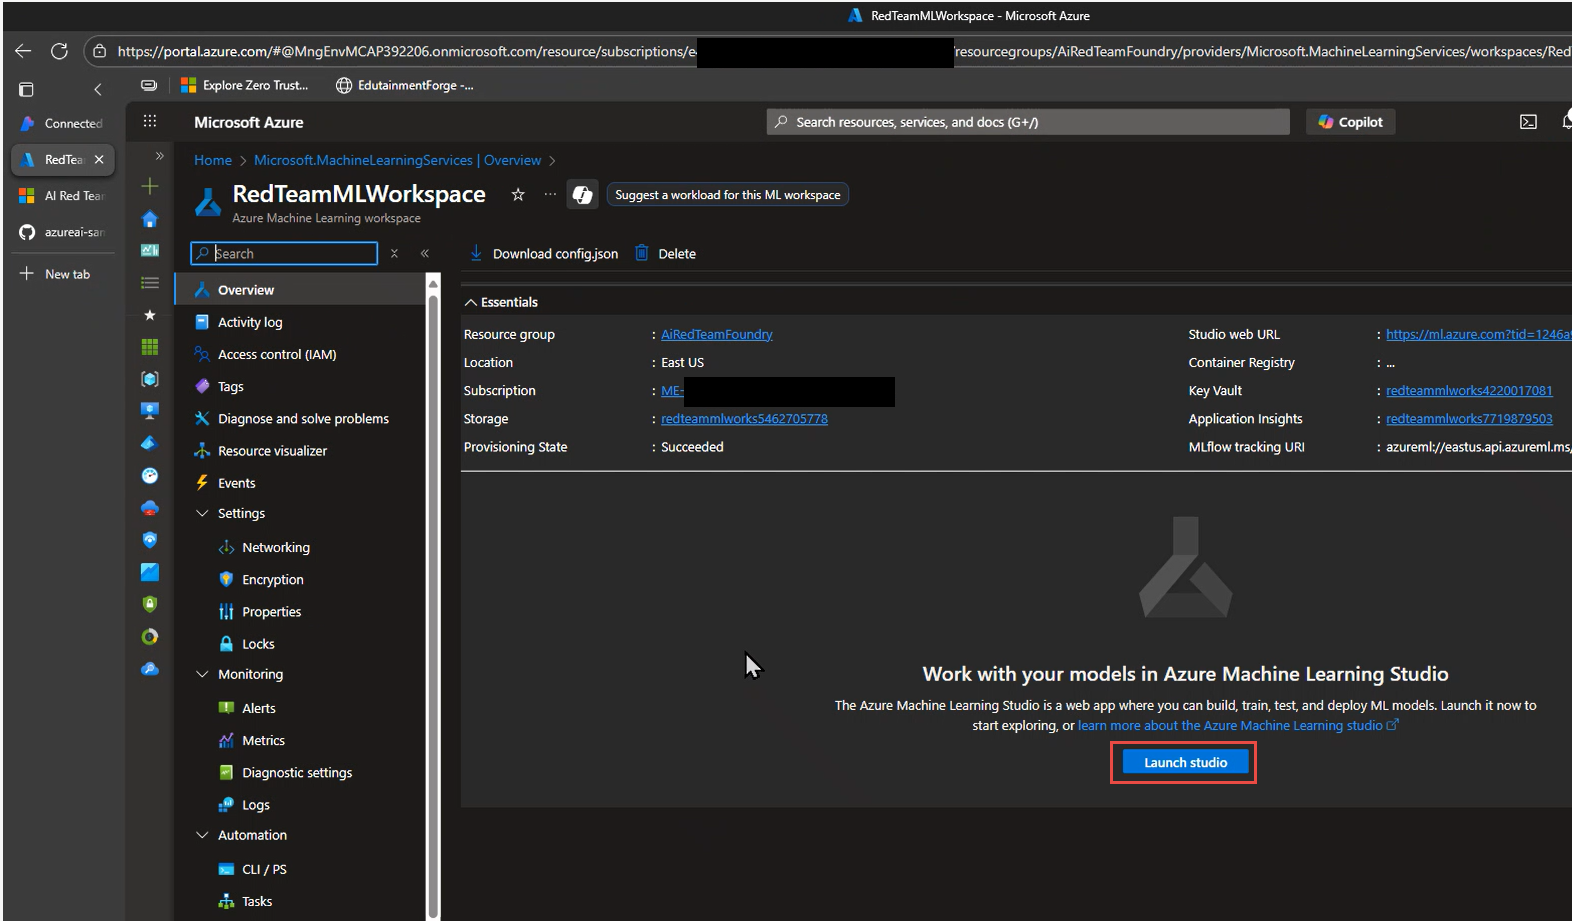 RedTeamMLWorkspace - Microsoft Azure
https://portal.azure.com/#@MngEnvMCAP392206.onmicrosoft.com/resource/subscriptions/e
resourcegroups/AiRedTeamFoundry/providers/Microsoft.MachineLearningServices/workspaces/Red
Explore Zero Trust...
EdutainmentForge -...
Connected
RedTea
AI Red Tear
azureai-san
New tab
Microsoft Azure
Search resources, services, and docs (G+/)
Copilot
Home > Microsoft.MachineLearningServices | Overview >
RedTeamMLWorkspace
Suggest a workload for this ML workspace
Azure Machine Learning workspace
Search
Overview
Activity log
Access control (IAM)
Tags
Diagnose and solve problems
Resource visualizer
Events
Settings
Networking
Encryption
Properties
Locks
Monitoring
Alerts
Metrics
Diagnostic settings
Logs
Automation
CLI / PS
Tasks
Download config.json
Delete
Essentials
Resource group : AiRedTeamFoundry
Location : East US
Subscription : ME-
Storage : redteammlworks5462705778
Provisioning State : Succeeded
Studio web URL : https://ml.azure.com?tid=1246a
Container Registry : ...
Key Vault : redteammlworks4220017081
Application Insights : redteammlworks7719879503
MLflow tracking URI : azureml://eastus.api.azureml.ms/
Work with your models in Azure Machine Learning Studio
The Azure Machine Learning Studio is a web app where you can build, train, test, and deploy ML models. Launch it now to
start exploring, or learn more about the Azure Machine Learning studio
Launch studio